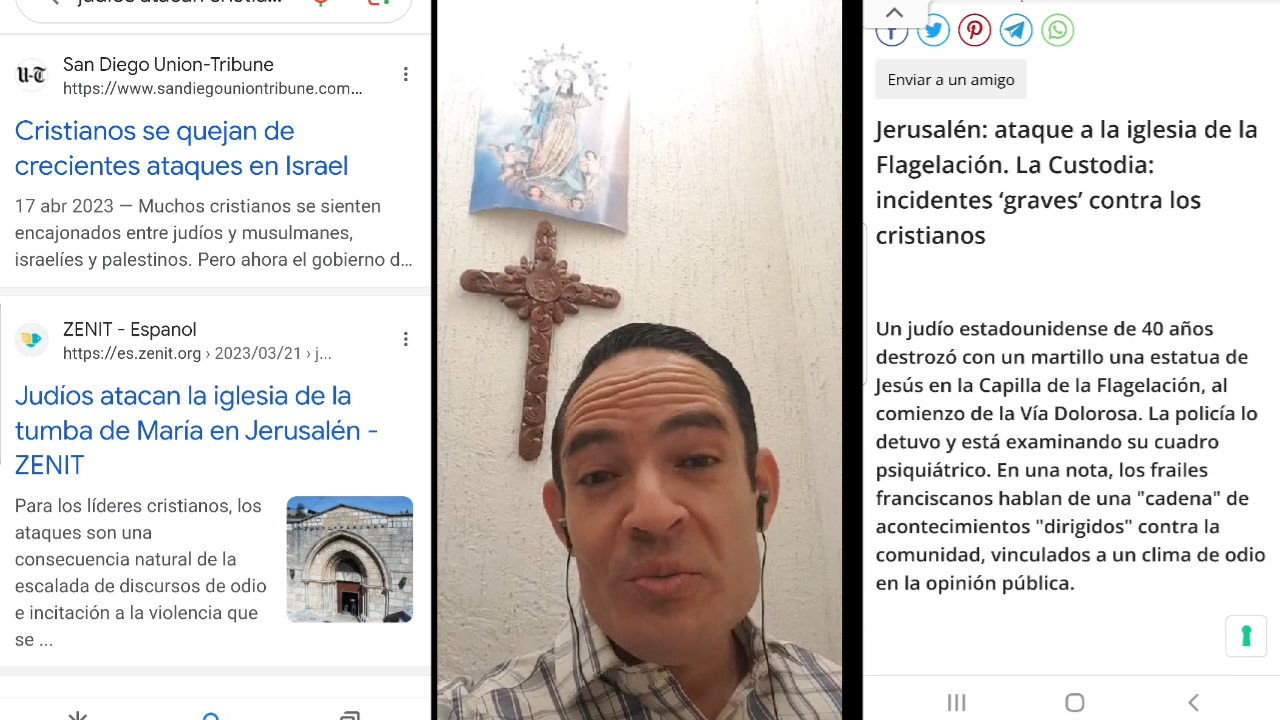 judíos atacan cristia...
San Diego Union-Tribune
https://www.sandiegouniontribune.com...
Cristianos se quejan de
crecientes ataques en Israel
17 abr 2023 — Muchos cristianos se sienten
encajonados entre judíos y musulmanes,
israelíes y palestinos. Pero ahora el gobierno d...
ZENIT - Espanol
https://es.zenit.org › 2023/03/21 › j...
Judíos atacan la iglesia de la
tumba de María en Jerusalén -
ZENIT
Para los líderes cristianos, los
ataques son una
consecuencia natural de la
escalada de discursos de odio
e incitación a la violencia que
se ...
Enviar a un amigo
Jerusalén: ataque a la iglesia de la
Flagelación. La Custodia:
incidentes ‘graves’ contra los
cristianos
Un judío estadounidense de 40 años
destrozó con un martillo una estatua de
Jesús en la Capilla de la Flagelación, al
comienzo de la Vía Dolorosa. La policía lo
detuvo y está examinando su cuadro
psiquiátrico. En una nota, los frailes
franciscanos hablan de una "cadena" de
acontecimientos "dirigidos" contra la
comunidad, vinculados a un clima de odio
en la opinión pública.